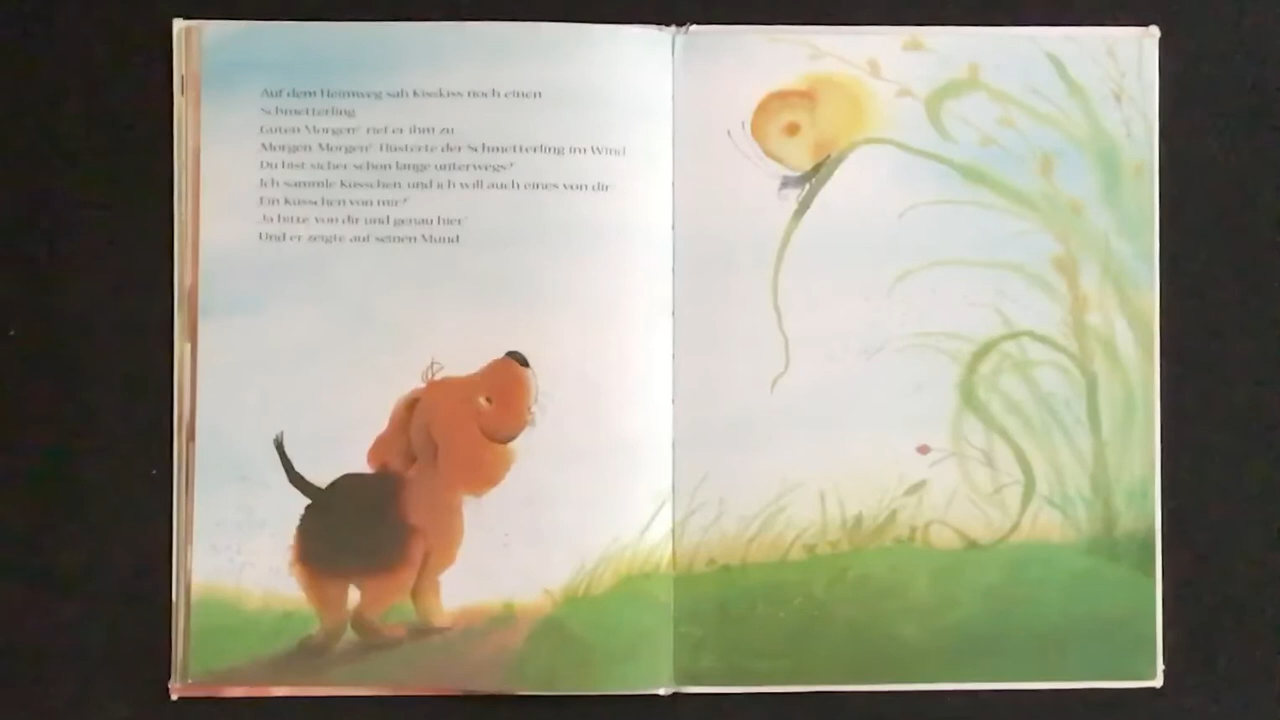 Auf dem Heimweg sah Kisskiss noch einen
Schmetterling.
„Guten Morgen!“ rief er ihm zu.
„Morgen, Morgen!“ flüsterte der Schmetterling im Wind.
„Du bist sicher schon lange unterwegs?“
„Ich sammle Küsschen, und ich will auch eines von dir.“
„Ein Küsschen von mir?“
„Ja bitte, von dir und genau hier.“
Und er zeigte auf seinen Mund.